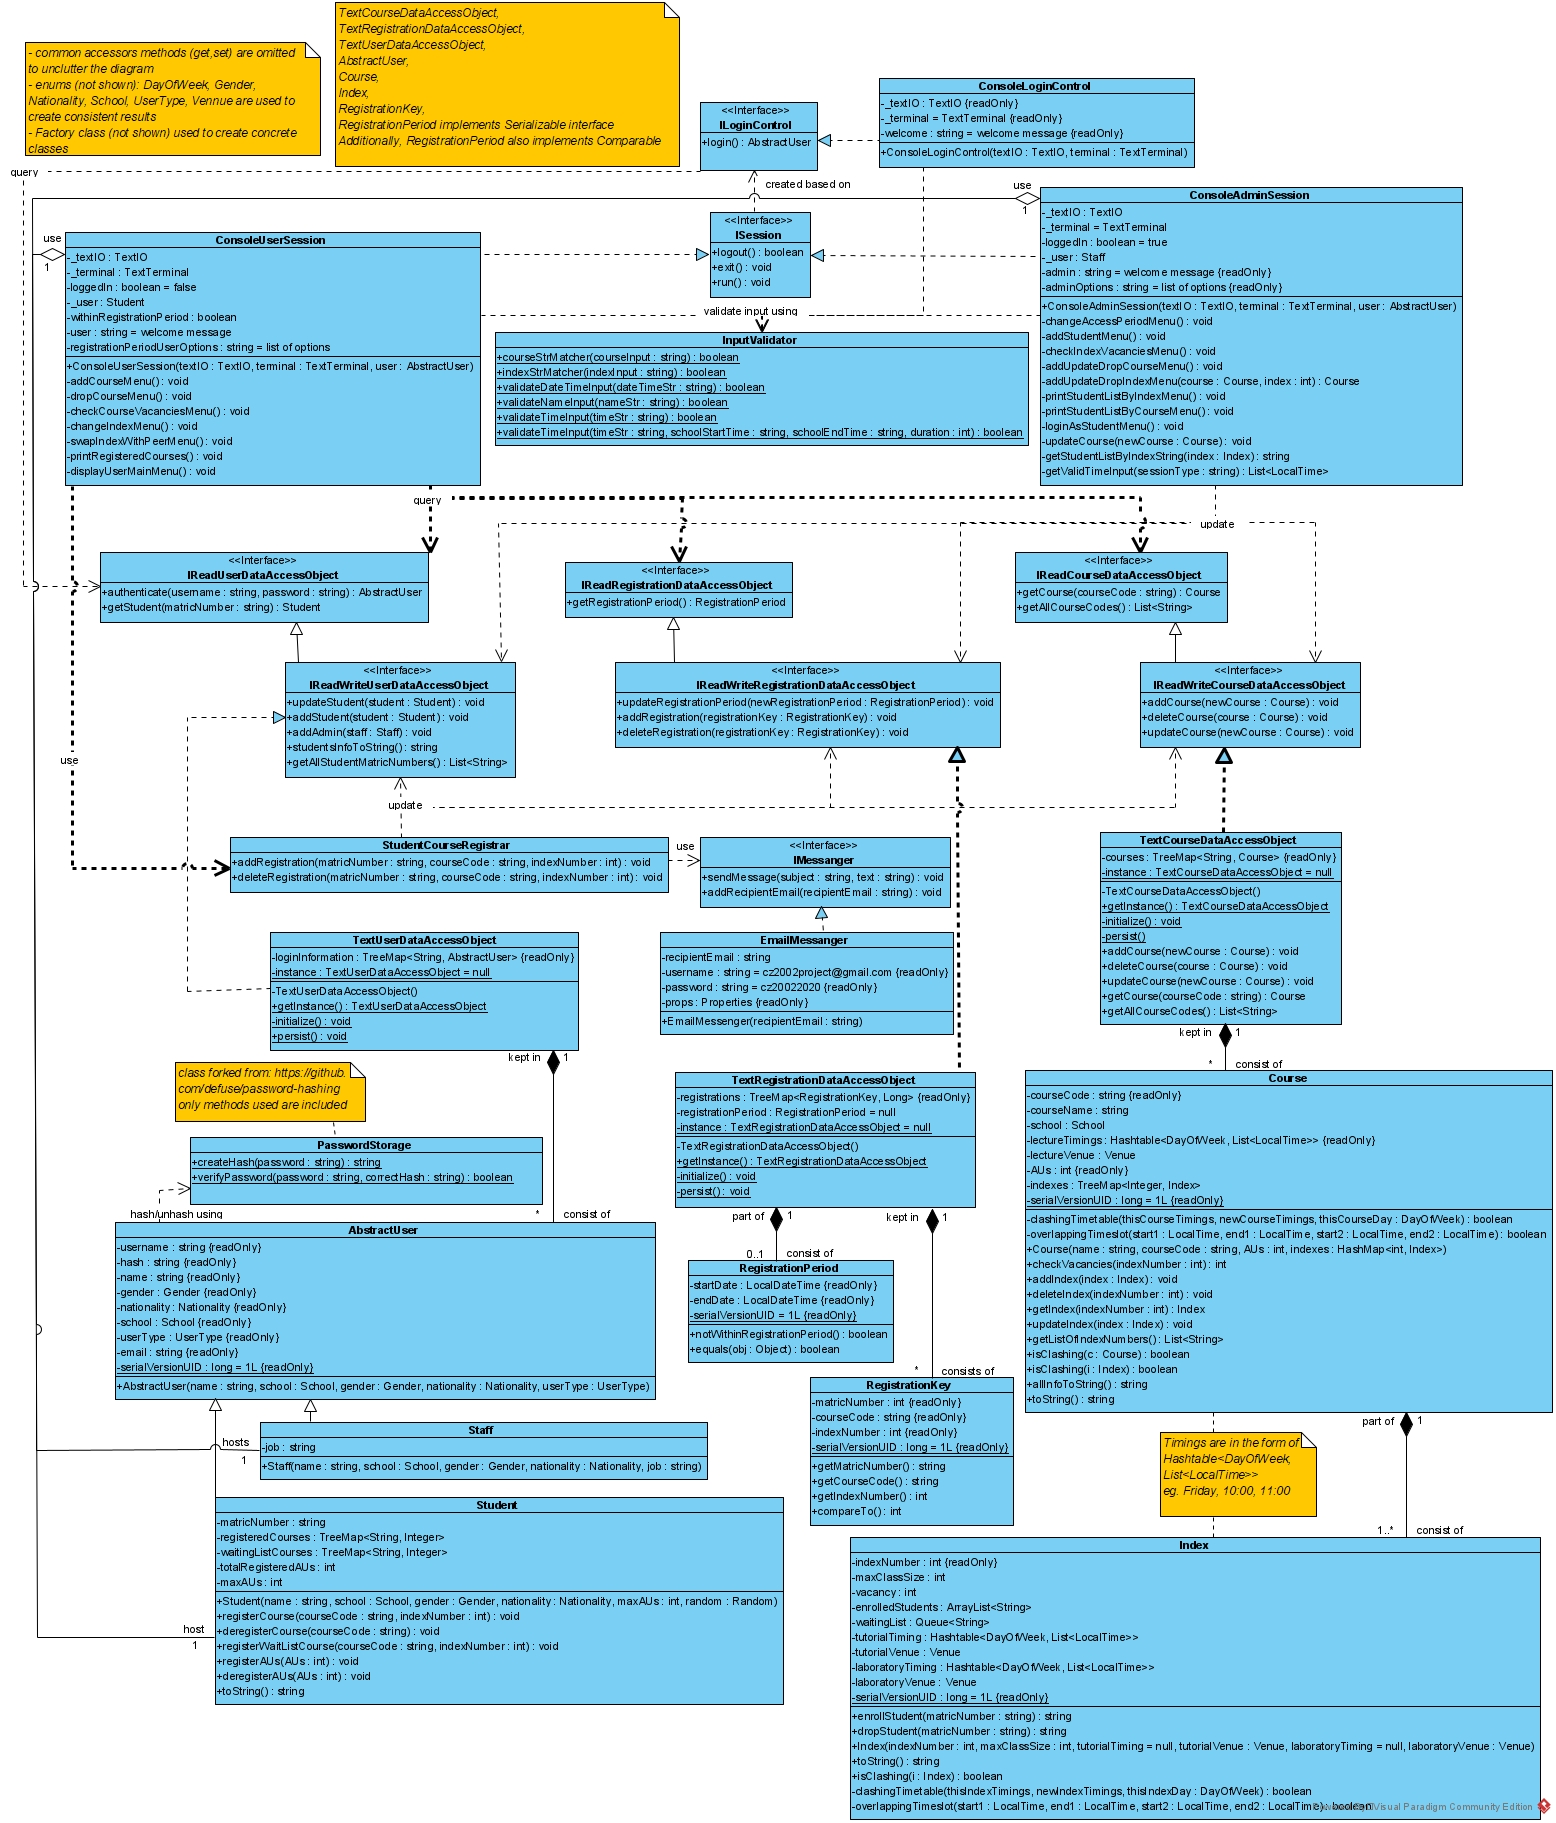 TextCourseDataAccessObject,
TextRegistrationDataAccessObject,
TextUserDataAccessObject,
AbstractUser,
Course,
Index,
RegistrationKey,
RegistrationPeriod implements Serializable interface
Additionally, RegistrationPeriod also implements Comparable
- common accessors methods (get,set) are omitted
to unclutter the diagram
- enums (not shown): DayOfWeek, Gender,
Nationality, School, UserType, Vennue are used to
create consistent results
- Factory class (not shown) used to create concrete
classes
<<Interface>>
ILoginControl
+login() : AbstractUser
ConsoleLoginControl
-_textIO : TextIO {readOnly}
-_terminal = TextTerminal {readOnly}
-welcome : string = welcome message {readOnly}
+ConsoleLoginControl(textIO : TextIO, terminal : TextTerminal)
query
created based on
use
1
<<Interface>>
ISession
+logout() : boolean
+exit() : void
+run() : void
ConsoleAdminSession
-_textIO : TextIO
-_terminal = TextTerminal
-loggedIn : boolean = true
-_user : Staff
-admin : string = welcome message {readOnly}
-adminOptions : string = list of options {readOnly}
+ConsoleAdminSession(textIO : TextIO, terminal : TextTerminal, user : AbstractUser)
-changeAccessPeriodMenu() : void
-addStudentMenu() : void
-checkIndexVacanciesMenu() : void
-addUpdateDropCourseMenu() : void
-addUpdateDropIndexMenu(course : Course, index : int) : Course
-printStudentListByIndexMenu() : void
-printStudentListByCourseMenu() : void
-loginAsStudentMenu() : void
-updateCourse(newCourse : Course) : void
-getStudentListByIndexString(index : Index) : string
-getValidTimeInput(sessionType : string) : List<LocalTime>
use
1
ConsoleUserSession
-_textIO : TextIO
-_terminal : TextTerminal
-loggedIn : boolean = false
-_user : Student
-withinRegistrationPeriod : boolean
-user : string = welcome message
-registrationPeriodUserOptions : string = list of options
+ConsoleUserSession(textIO : TextIO, terminal : TextTerminal, user : AbstractUser)
-addCourseMenu() : void
-dropCourseMenu() : void
-checkCourseVacanciesMenu() : void
-changeIndexMenu() : void
-swapIndexWithPeerMenu() : void
-printRegisteredCourses() : void
-displayUserMainMenu() : void
validate input using
InputValidator
+courseStrMatcher(courseInput : string) : boolean
+indexStrMatcher(indexInput : string) : boolean
+validateDateTimeInput(dateTimeStr : string) : boolean
+validateNameInput(nameStr : string) : boolean
+validateTimeInput(timeStr : string) : boolean
+validateTimeInput(timeStr : string, schoolStartTime : string, schoolEndTime : string, duration : int) : boolean
query
update
<<Interface>>
IReadUserDataAccessObject
+authenticate(username : string, password : string) : AbstractUser
+getStudent(matricNumber : string) : Student
<<Interface>>
IReadRegistrationDataAccessObject
+getRegistrationPeriod() : RegistrationPeriod
<<Interface>>
IReadCourseDataAccessObject
+getCourse(courseCode : string) : Course
+getAllCourseCodes() : List<String>
<<Interface>>
IReadWriteUserDataAccessObject
+updateStudent(student : Student) : void
+addStudent(student : Student) : void
+addAdmin(staff : Staff) : void
+studentsInfoToString() : string
+getAllStudentMatricNumbers() : List<String>
<<Interface>>
IReadWriteRegistrationDataAccessObject
+updateRegistrationPeriod(newRegistrationPeriod : RegistrationPeriod) : void
+addRegistration(registrationKey : RegistrationKey) : void
+deleteRegistration(registrationKey : RegistrationKey) : void
<<Interface>>
IReadWriteCourseDataAccessObject
+addCourse(newCourse : Course) : void
+deleteCourse(course : Course) : void
+updateCourse(newCourse : Course) : void
use
update
StudentCourseRegistrar
+addRegistration(matricNumber : string, courseCode : string, indexNumber : int) : void
+deleteRegistration(matricNumber : string, courseCode : string, indexNumber : int) : void
use
<<Interface>>
IMessanger
+sendMessage(subject : string, text : string) : void
+addRecipientEmail(recipientEmail : string) : void
TextCourseDataAccessObject
-courses : TreeMap<String, Course> {readOnly}
-instance : TextCourseDataAccessObject = null
-TextCourseDataAccessObject()
+getInstance() : TextCourseDataAccessObject
-initialize() : void
-persist()
+addCourse(newCourse : Course) : void
+deleteCourse(course : Course) : void
+updateCourse(newCourse : Course) : void
+getCourse(courseCode : string) : Course
+getAllCourseCodes() : List<String>
TextUserDataAccessObject
-loginInformation : TreeMap<String, AbstractUser> {readOnly}
-instance : TextUserDataAccessObject = null
-TextUserDataAccessObject()
+getInstance() : TextUserDataAccessObject
-initialize() : void
+persist() : void
EmailMessanger
-recipientEmail : string
-username : string = cz2002project@gmail.com {readOnly}
-password : string = cz20022020 {readOnly}
-props : Properties {readOnly}
+EmailMessenger(recipientEmail : string)
kept in
1
*
consist of
kept in
1
*
consist of
class forked from: https://github.
com/defuse/password-hashing
only methods used are included
PasswordStorage
+createHash(password : string) : string
+verifyPassword(password : string, correctHash : string) : boolean
hash/unhash using
TextRegistrationDataAccessObject
-registrations : TreeMap<RegistrationKey, Long> {readOnly}
-registrationPeriod : RegistrationPeriod = null
-instance : TextRegistrationDataAccessObject = null
-TextRegistrationDataAccessObject()
+getInstance() : TextRegistrationDataAccessObject
-initialize() : void
-persist() : void
Course
-courseCode : string {readOnly}
-courseName : string
-school : School
-lectureTimings : Hashtable<DayOfWeek, List<LocalTime>> {readOnly}
-lectureVenue : Venue
-AUs : int {readOnly}
-indexes : TreeMap<Integer, Index>
-serialVersionUID : long = 1L {readOnly}
-clashingTimetable(thisCourseTimings, newCourseTimings, thisCourseDay : DayOfWeek) : boolean
-overlappingTimeslot(start1 : LocalTime, end1 : LocalTime, start2 : LocalTime, end2 : LocalTime) : boolean
+Course(name : string, courseCode : string, AUs : int, indexes : HashMap<int, Index>)
+checkVacancies(indexNumber : int) : int
+addIndex(index : Index) : void
+deleteIndex(indexNumber : int) : void
+getIndex(indexNumber : int) : Index
+updateIndex(index : Index) : void
+getListOfIndexNumbers() : List<String>
+isClashing(c : Course) : boolean
+isClashing(i : Index) : boolean
+allInfoToString() : string
+toString() : string
AbstractUser
-username : string {readOnly}
-hash : string {readOnly}
-name : string {readOnly}
-gender : Gender {readOnly}
-nationality : Nationality {readOnly}
-school : School {readOnly}
-userType : UserType {readOnly}
-email : string {readOnly}
-serialVersionUID : long = 1L {readOnly}
+AbstractUser(name : string, school : School, gender : Gender, nationality : Nationality, userType : UserType)
part of
1
0..1
consist of
kept in
1
*
consists of
RegistrationPeriod
-startDate : LocalDateTime {readOnly}
-endDate : LocalDateTime {readOnly}
-serialVersionUID = 1L {readOnly}
+notWithinRegistrationPeriod() : boolean
+equals(obj : Object) : boolean
RegistrationKey
-matricNumber : int {readOnly}
-courseCode : string {readOnly}
-indexNumber : int {readOnly}
-serialVersionUID : long = 1L {readOnly}
+getMatricNumber() : string
+getCourseCode() : string
+getIndexNumber() : int
+compareTo() : int
hosts
1
Staff
-job : string
+Staff(name : string, school : School, gender : Gender, nationality : Nationality, job : string)
part of
1
1..*
consist of
Timings are in the form of
Hashtable<DayOfWeek,
List<LocalTime>>
eg. Friday, 10:00, 11:00
host
1
Student
-matricNumber : string
-registeredCourses : TreeMap<String, Integer>
-waitingListCourses : TreeMap<String, Integer>
-totalRegisteredAUs : int
-maxAUs : int
+Student(name : string, school : School, gender : Gender, nationality : Nationality, maxAUs : int, random : Random)
+registerCourse(courseCode : string, indexNumber : int) : void
+deregisterCourse(courseCode : string) : void
+registerWaitListCourse(courseCode : string, indexNumber : int) : void
+registerAUs(AUs : int) : void
+deregisterAUs(AUs : int) : void
+toString() : string
Index
-indexNumber : int {readOnly}
-maxClassSize : int
-vacancy : int
-enrolledStudents : ArrayList<String>
-waitingList : Queue<String>
-tutorialTiming : Hashtable<DayOfWeek, List<LocalTime>>
-tutorialVenue : Venue
-laboratoryTiming : Hashtable<DayOfWeek, List<LocalTime>>
-laboratoryVenue : Venue
-serialVersionUID : long = 1L {readOnly}
+enrollStudent(matricNumber : string) : string
+dropStudent(matricNumber : string) : string
+Index(indexNumber : int, maxClassSize : int, tutorialTiming = null, tutorialVenue : Venue, laboratoryTiming = null, laboratoryVenue : Venue)
+toString() : string
+isClashing(i : Index) : boolean
-clashingTimetable(thisIndexTimings, newIndexTimings, thisIndexDay : DayOfWeek) : boolean
-overlappingTimeslot(start1 : LocalTime, end1 : LocalTime, start2 : LocalTime, end2 : LocalTime) : boolean
Visual Paradigm Community Edition